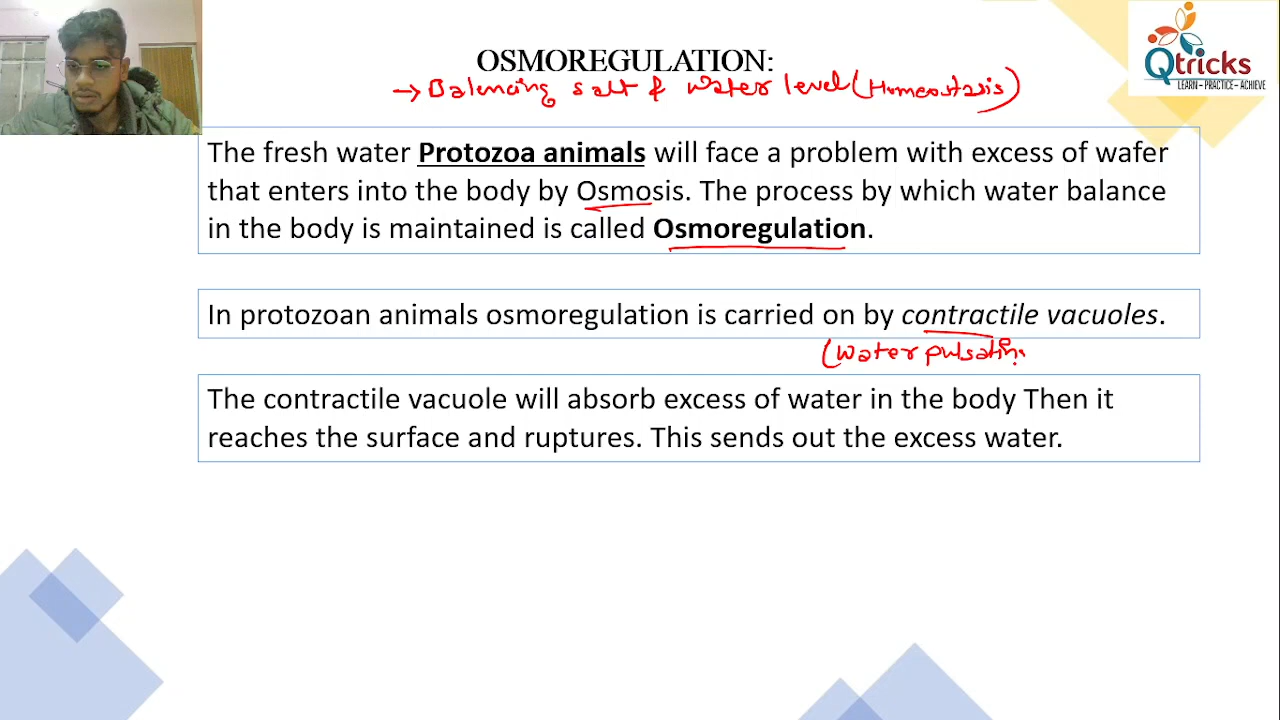 OSMOREGULATION:
→ Balencing salt & water level (Homeostasis)
Qtricks
LEARN – PRACTICE - ACHIEVE
The fresh water Protozoa animals will face a problem with excess of wafer
that enters into the body by Osmosis. The process by which water balance
in the body is maintained is called Osmoregulation.
In protozoan animals osmoregulation is carried on by contractile vacuoles.
(water pulsating
The contractile vacuole will absorb excess of water in the body Then it
reaches the surface and ruptures. This sends out the excess water.